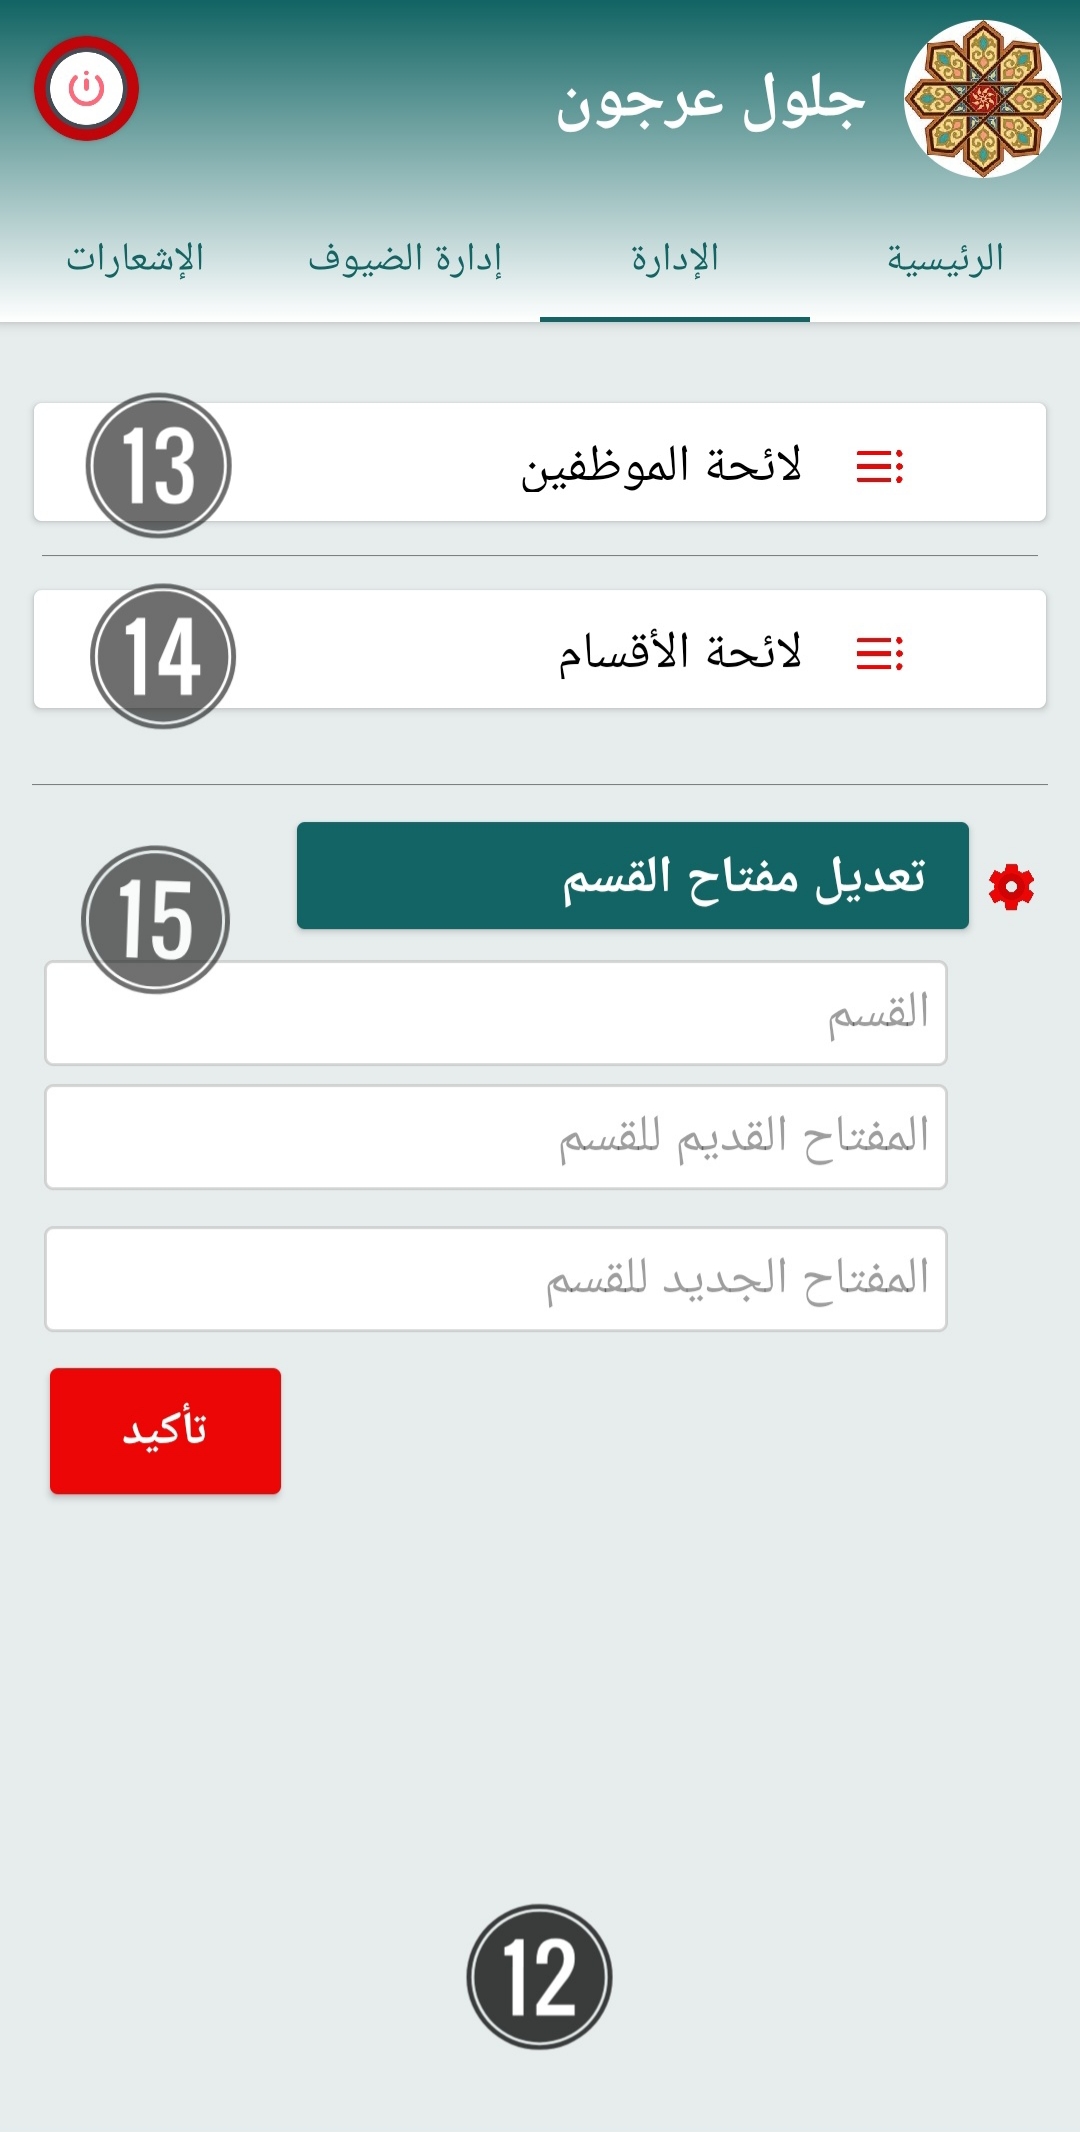 جلول عرجون
الرئيسية
الإدارة
إدارة الضيوف
الإشعارات
لائحة الموظفين
13
لائحة الأقسام
14
تعديل مفتاح القسم
15
القسم
المفتاح القديم للقسم
المفتاح الجديد للقسم
تأكيد
12